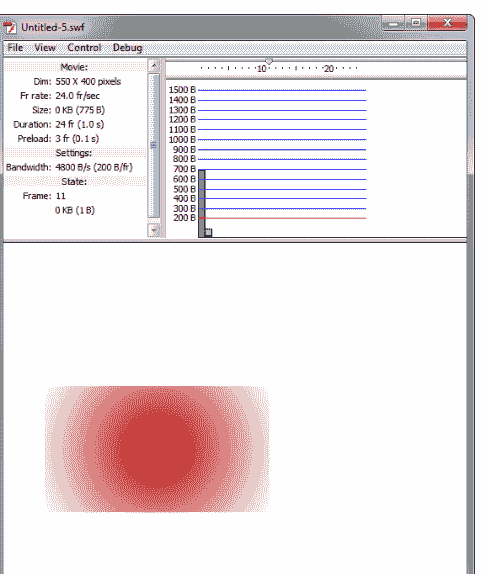 Untitled-5.swf
File View Control Debug
Movie:
Dim: 550 X 400 pixels
Fr rate: 24.0 fr/sec
Size: 0 KB (775 B)
Duration: 24 fr (1.0 s)
Preload: 3 fr (0.1 s)
Settings:
Bandwidth: 4800 B/s (200 B/fr)
State:
Frame: 11
0 KB (1 B)
10 20
1500 B
1400 B
1300 B
1200 B
1100 B
1000 B
900 B
800 B
700 B
600 B
500 B
400 B
300 B
200 B